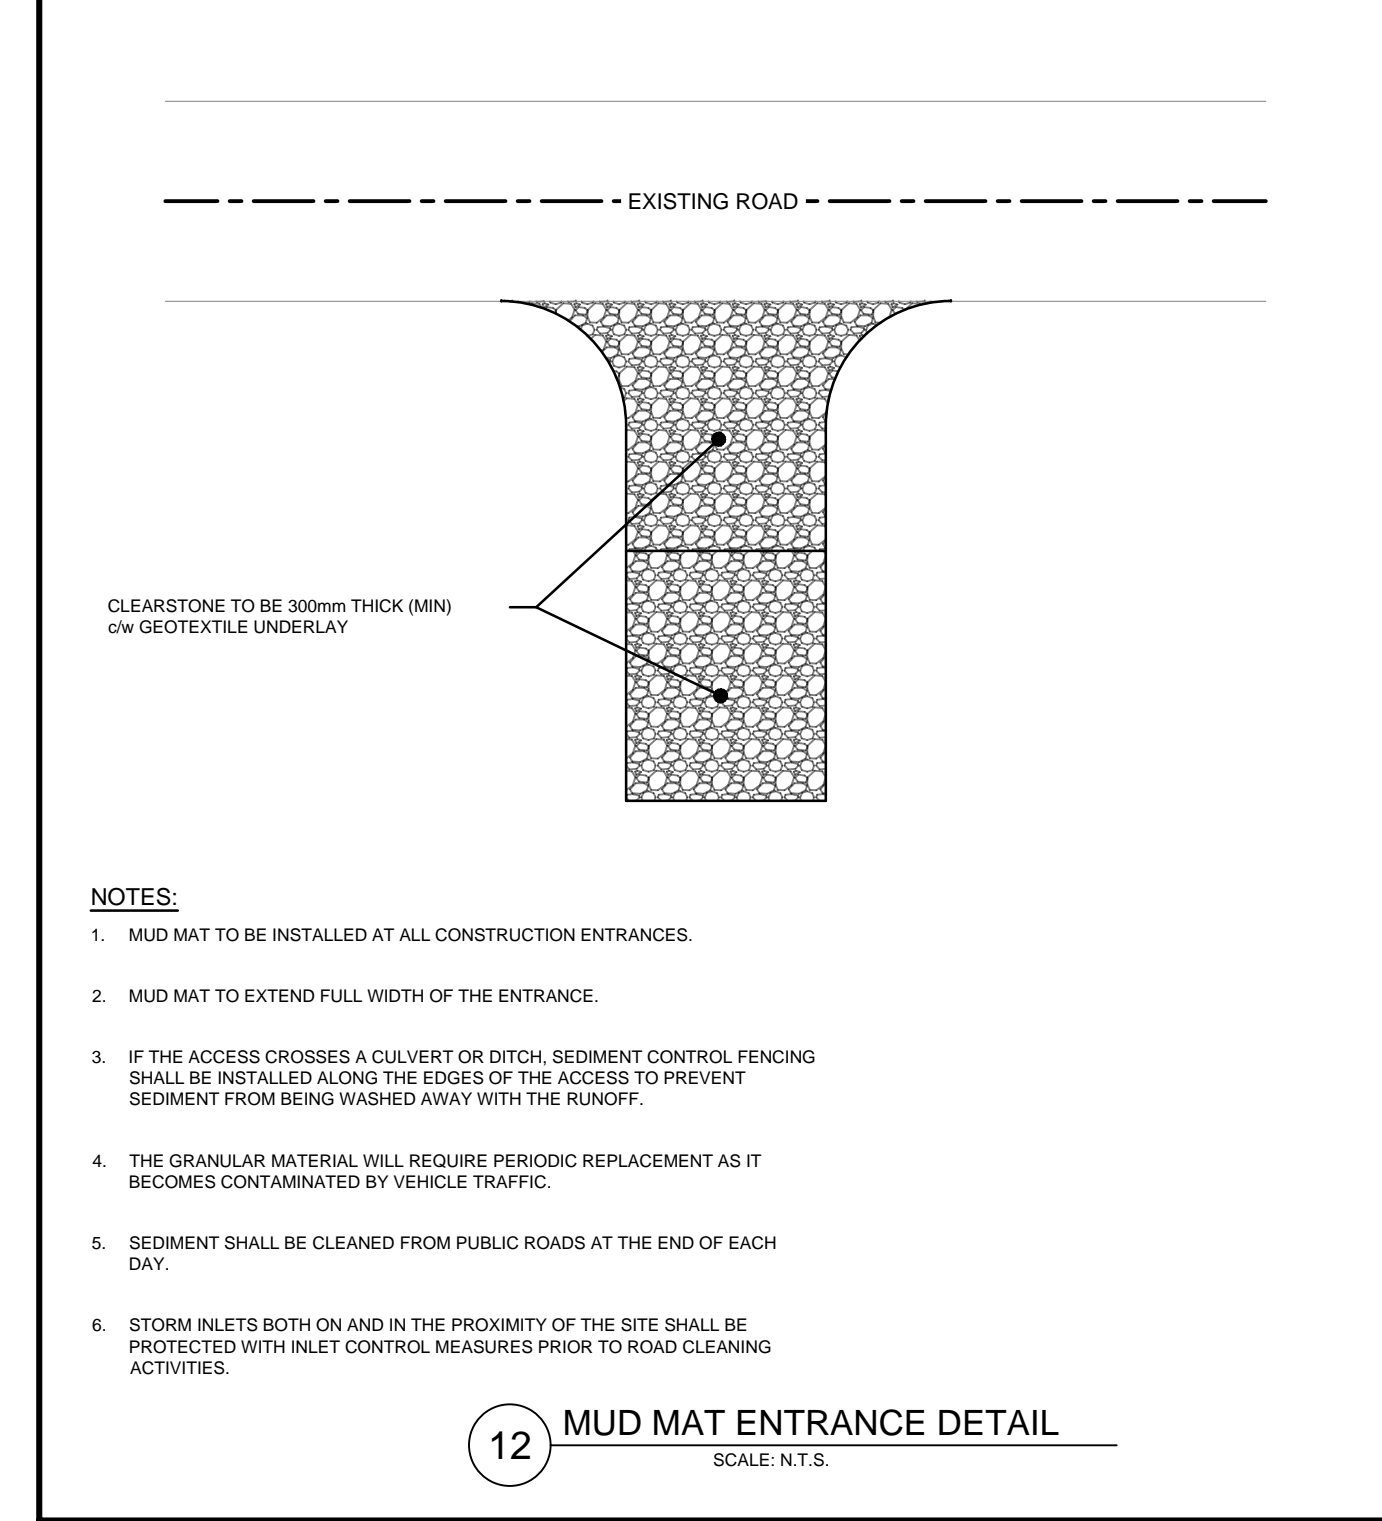 EXISTING ROAD
CLEARSTONE TO BE 300mm THICK (MIN)
c/w GEOTEXTILE UNDERLAY
NOTES:
1. MUD MAT TO BE INSTALLED AT ALL CONSTRUCTION ENTRANCES.
2. MUD MAT TO EXTEND FULL WIDTH OF THE ENTRANCE.
3. IF THE ACCESS CROSSES A CULVERT OR DITCH, SEDIMENT CONTROL FENCING
SHALL BE INSTALLED ALONG THE EDGES OF THE ACCESS TO PREVENT
SEDIMENT FROM BEING WASHED AWAY WITH THE RUNOFF.
4. THE GRANULAR MATERIAL WILL REQUIRE PERIODIC REPLACEMENT AS IT
BECOMES CONTAMINATED BY VEHICLE TRAFFIC.
5. SEDIMENT SHALL BE CLEANED FROM PUBLIC ROADS AT THE END OF EACH
DAY.
6. STORM INLETS BOTH ON AND IN THE PROXIMITY OF THE SITE SHALL BE
PROTECTED WITH INLET CONTROL MEASURES PRIOR TO ROAD CLEANING
ACTIVITIES.
12 MUD MAT ENTRANCE DETAIL
SCALE: N.T.S.